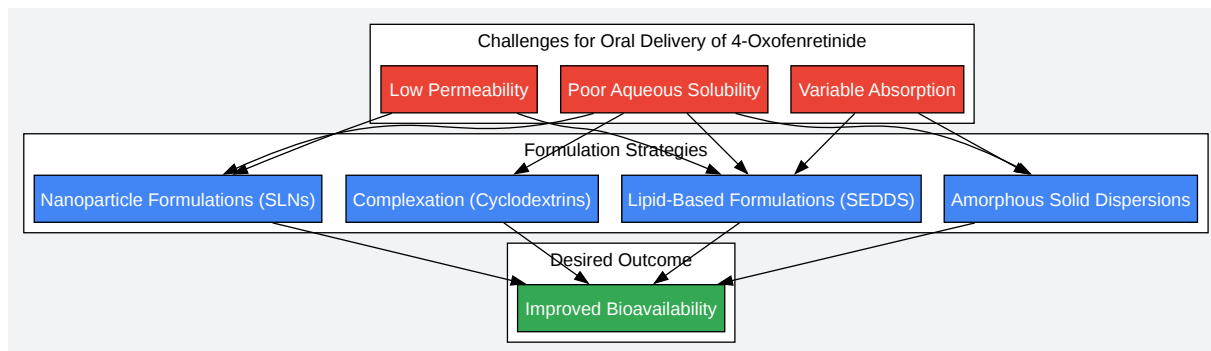 Challenges for Oral Delivery of 4-Oxofenretinide
Low Permeability
Poor Aqueous Solubility
Variable Absorption
Formulation Strategies
Nanoparticle Formulations (SLNs)
Complexation (Cyclodextrins)
Lipid-Based Formulations (SEDDS)
Amorphous Solid Dispersions
Desired Outcome
Improved Bioavailability